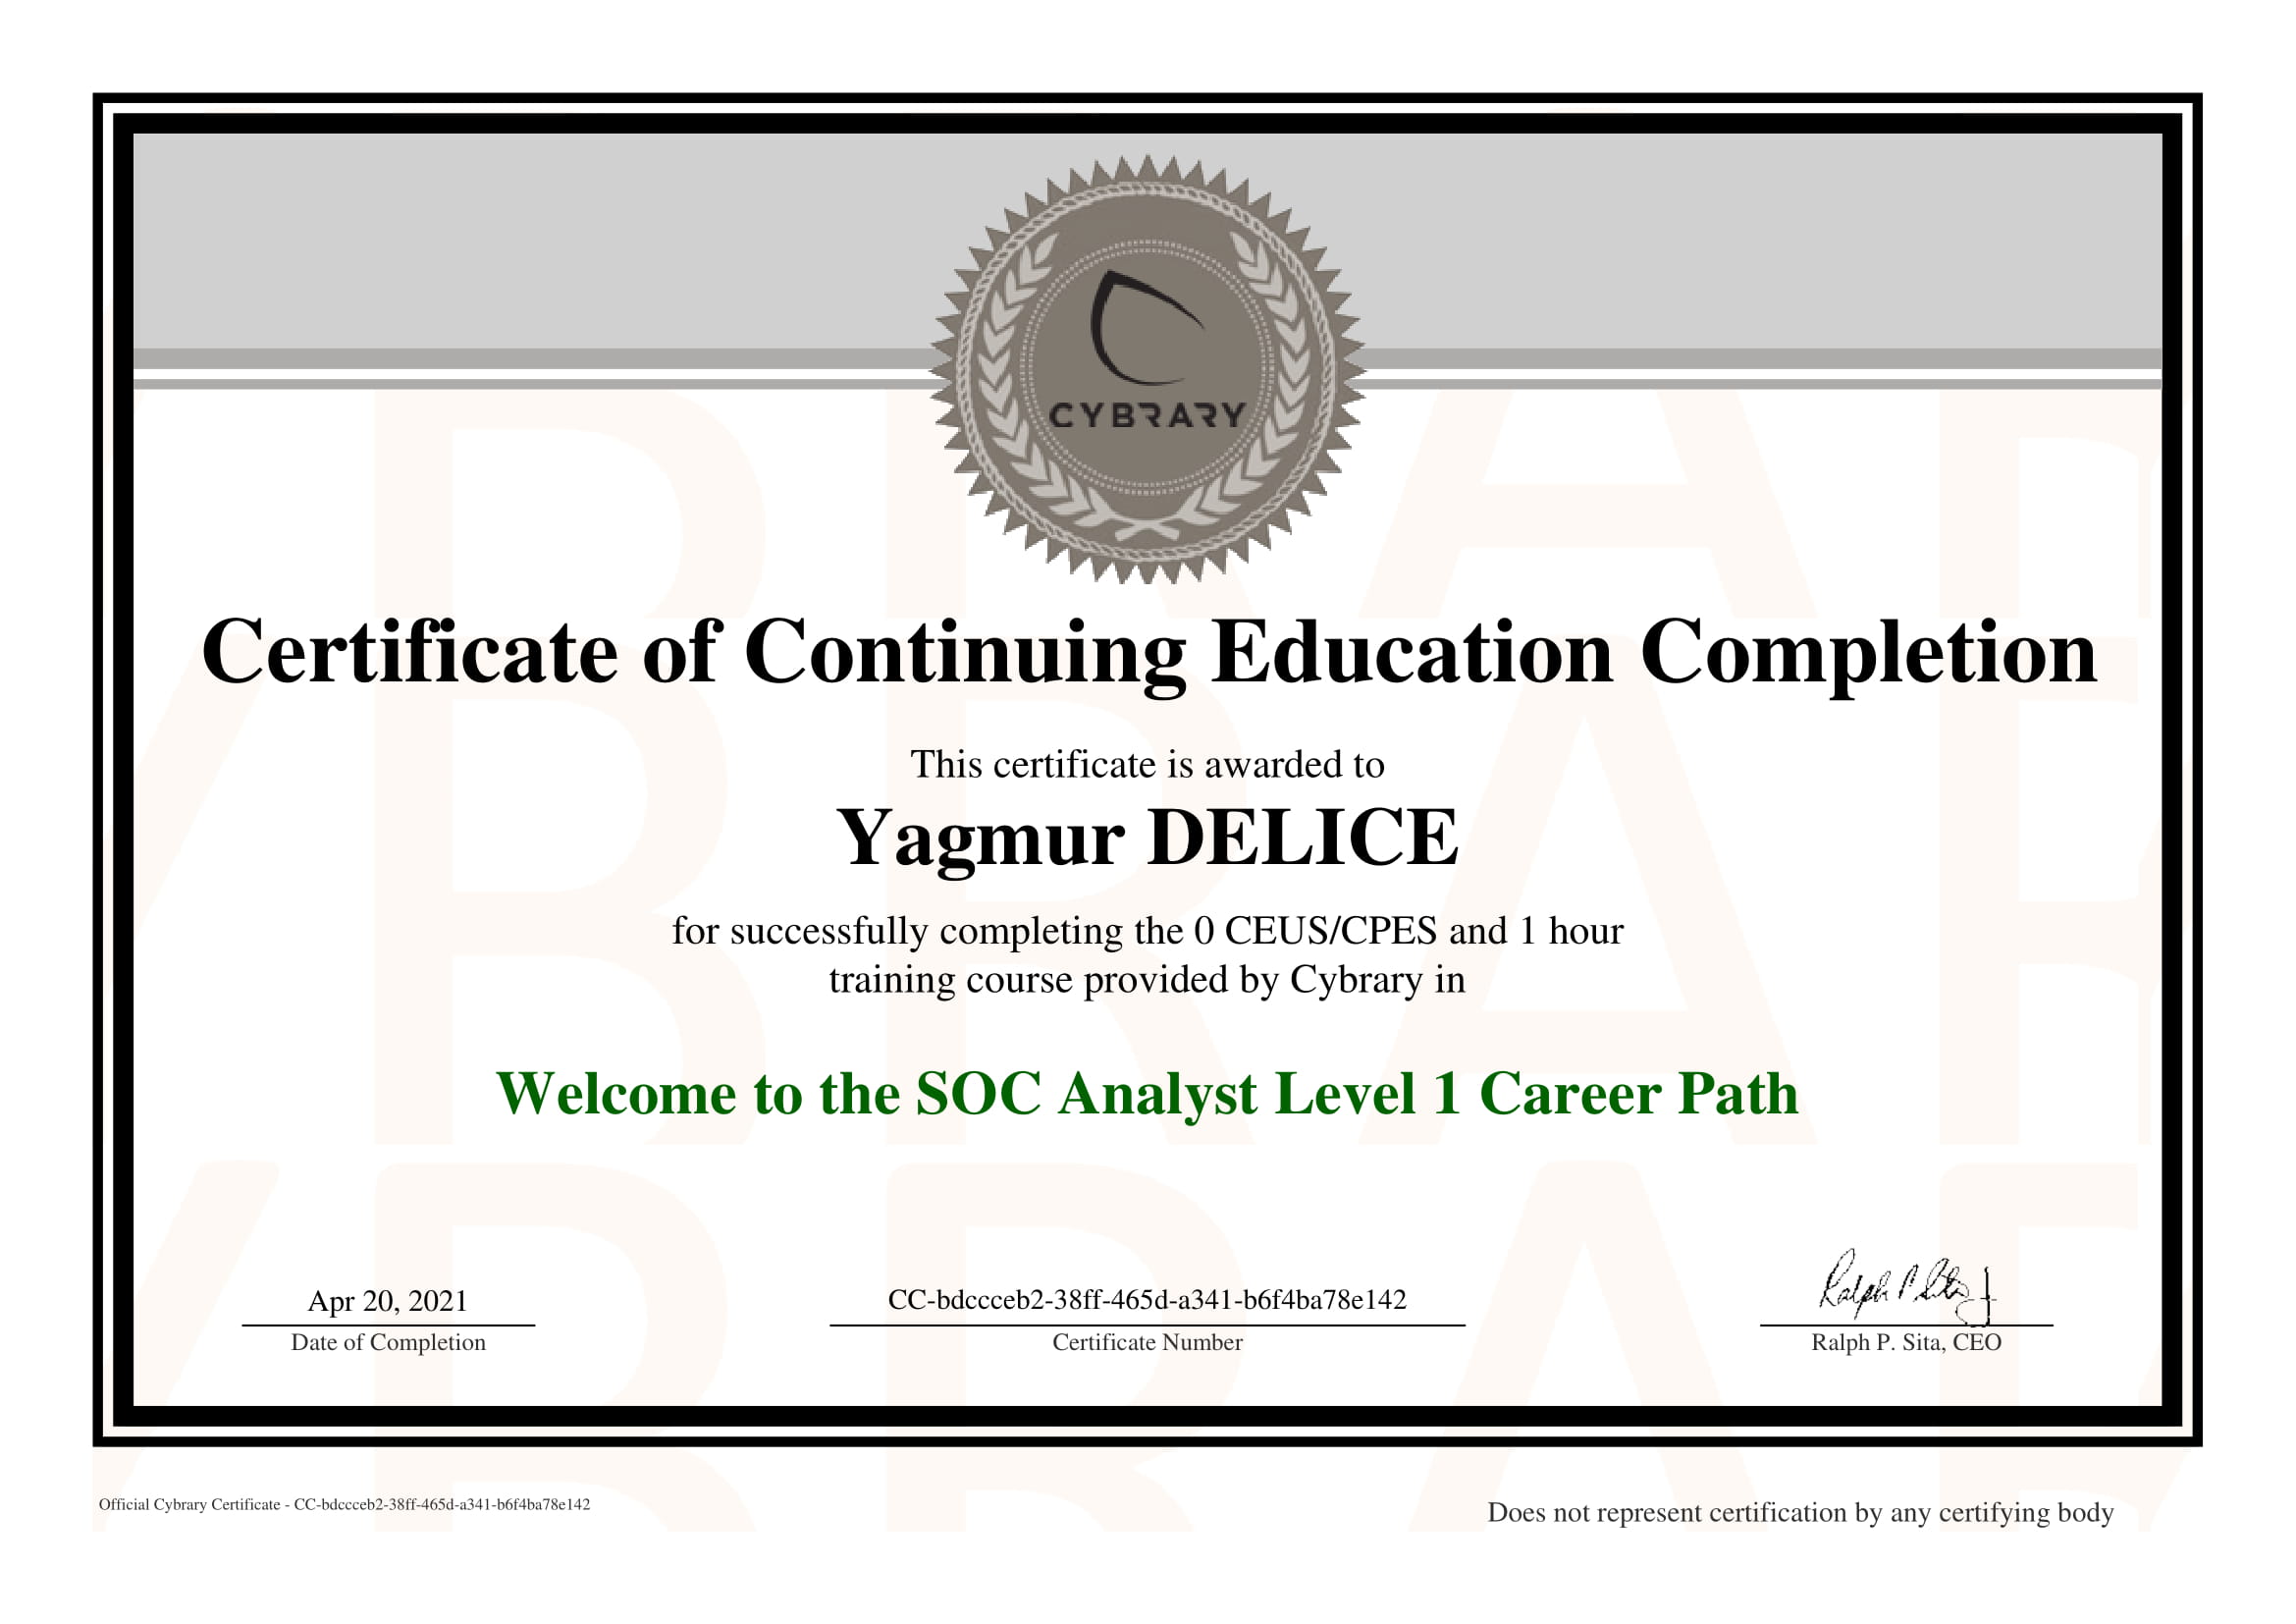 CYBRARY
Certificate of Continuing Education Completion
This certificate is awarded to
Yagmur DELICE
for successfully completing the 0 CEUS/CPES and 1 hour
training course provided by Cybrary in
Welcome to the SOC Analyst Level 1 Career Path
Apr 20, 2021
Date of Completion
CC-bdccceb2-38ff-465d-a341-b6f4ba78e142
Certificate Number
Ralph P. Sita
Ralph P. Sita, CEO
Official Cybrary Certificate - CC-bdccceb2-38ff-465d-a341-b6f4ba78e142
Does not represent certification by any certifying body